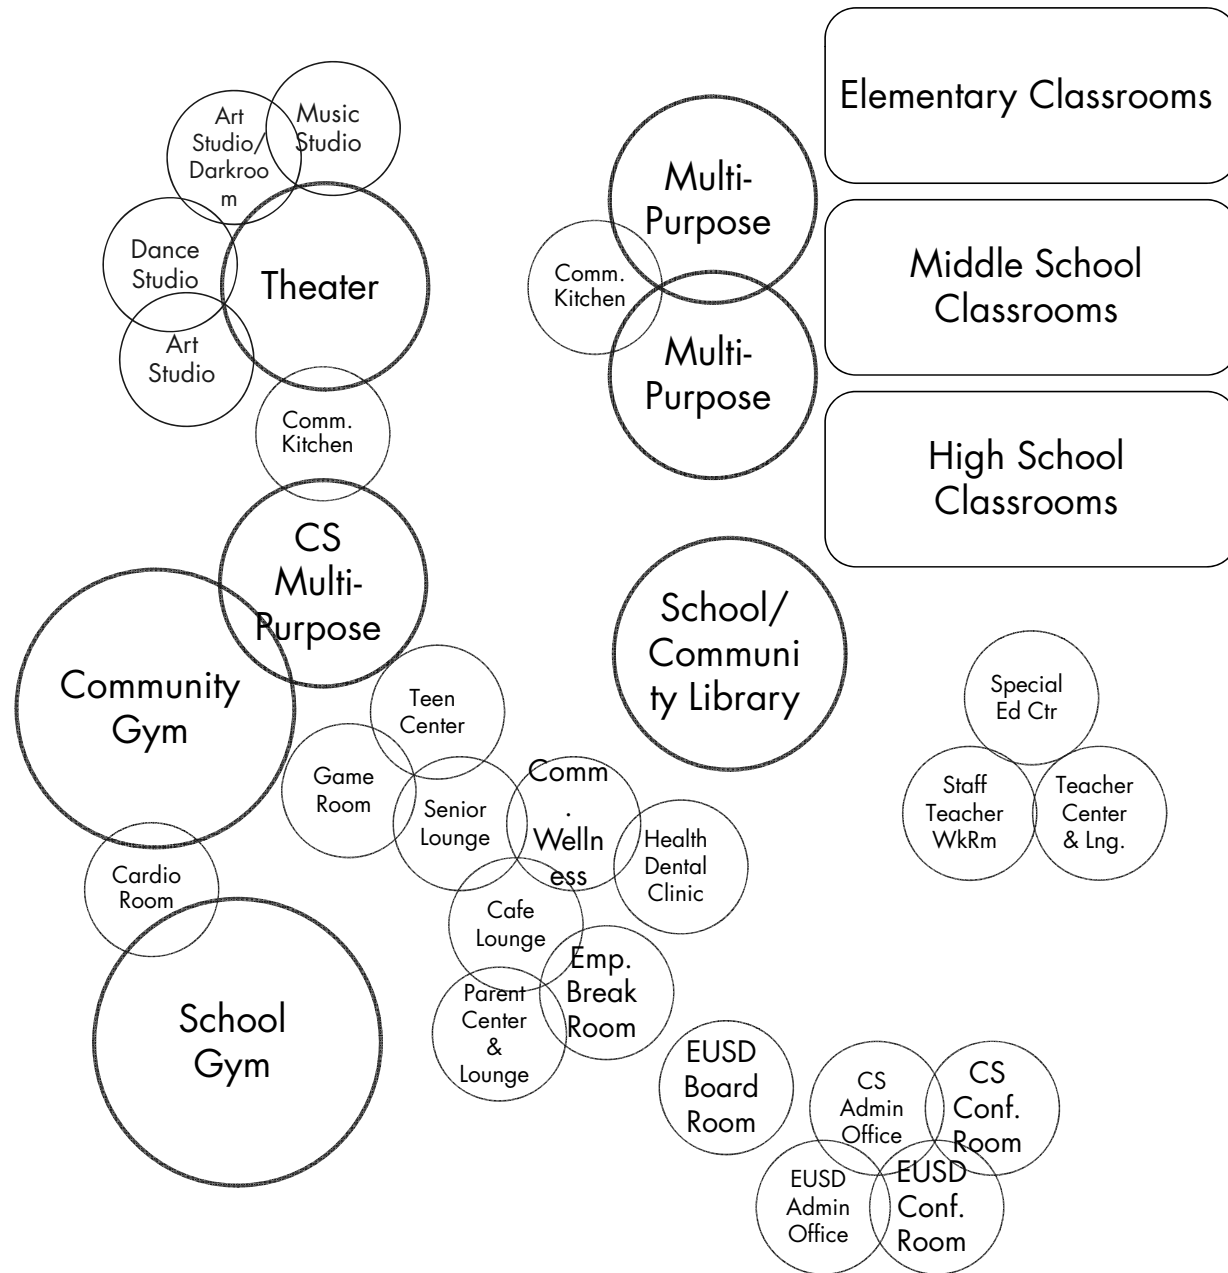 Elementary Classrooms
Art
Studio/
Darkroo
m
Music
Studio
Multi-
Purpose
Middle School
Classrooms
Dance
Studio
Theater
Comm.
Kitchen
Art
Studio
Multi-
Purpose
Comm.
Kitchen
High School
Classrooms
CS
Multi-
Purpose
School/
Communi
ty Library
Community
Gym
Teen
Center
Special
Ed Ctr
Game
Room
Senior
Lounge
Comm
.
Welln
ess
Health
Dental
Clinic
Staff
Teacher
WkRm
Teacher
Center
& Lng.
Cardio
Room
Cafe
Lounge
Emp.
Break
Room
School
Gym
Parent
Center
&
Lounge
EUSD
Board
Room
CS
Admin
Office
CS
Conf.
Room
EUSD
Admin
Office
EUSD
Conf.
Room